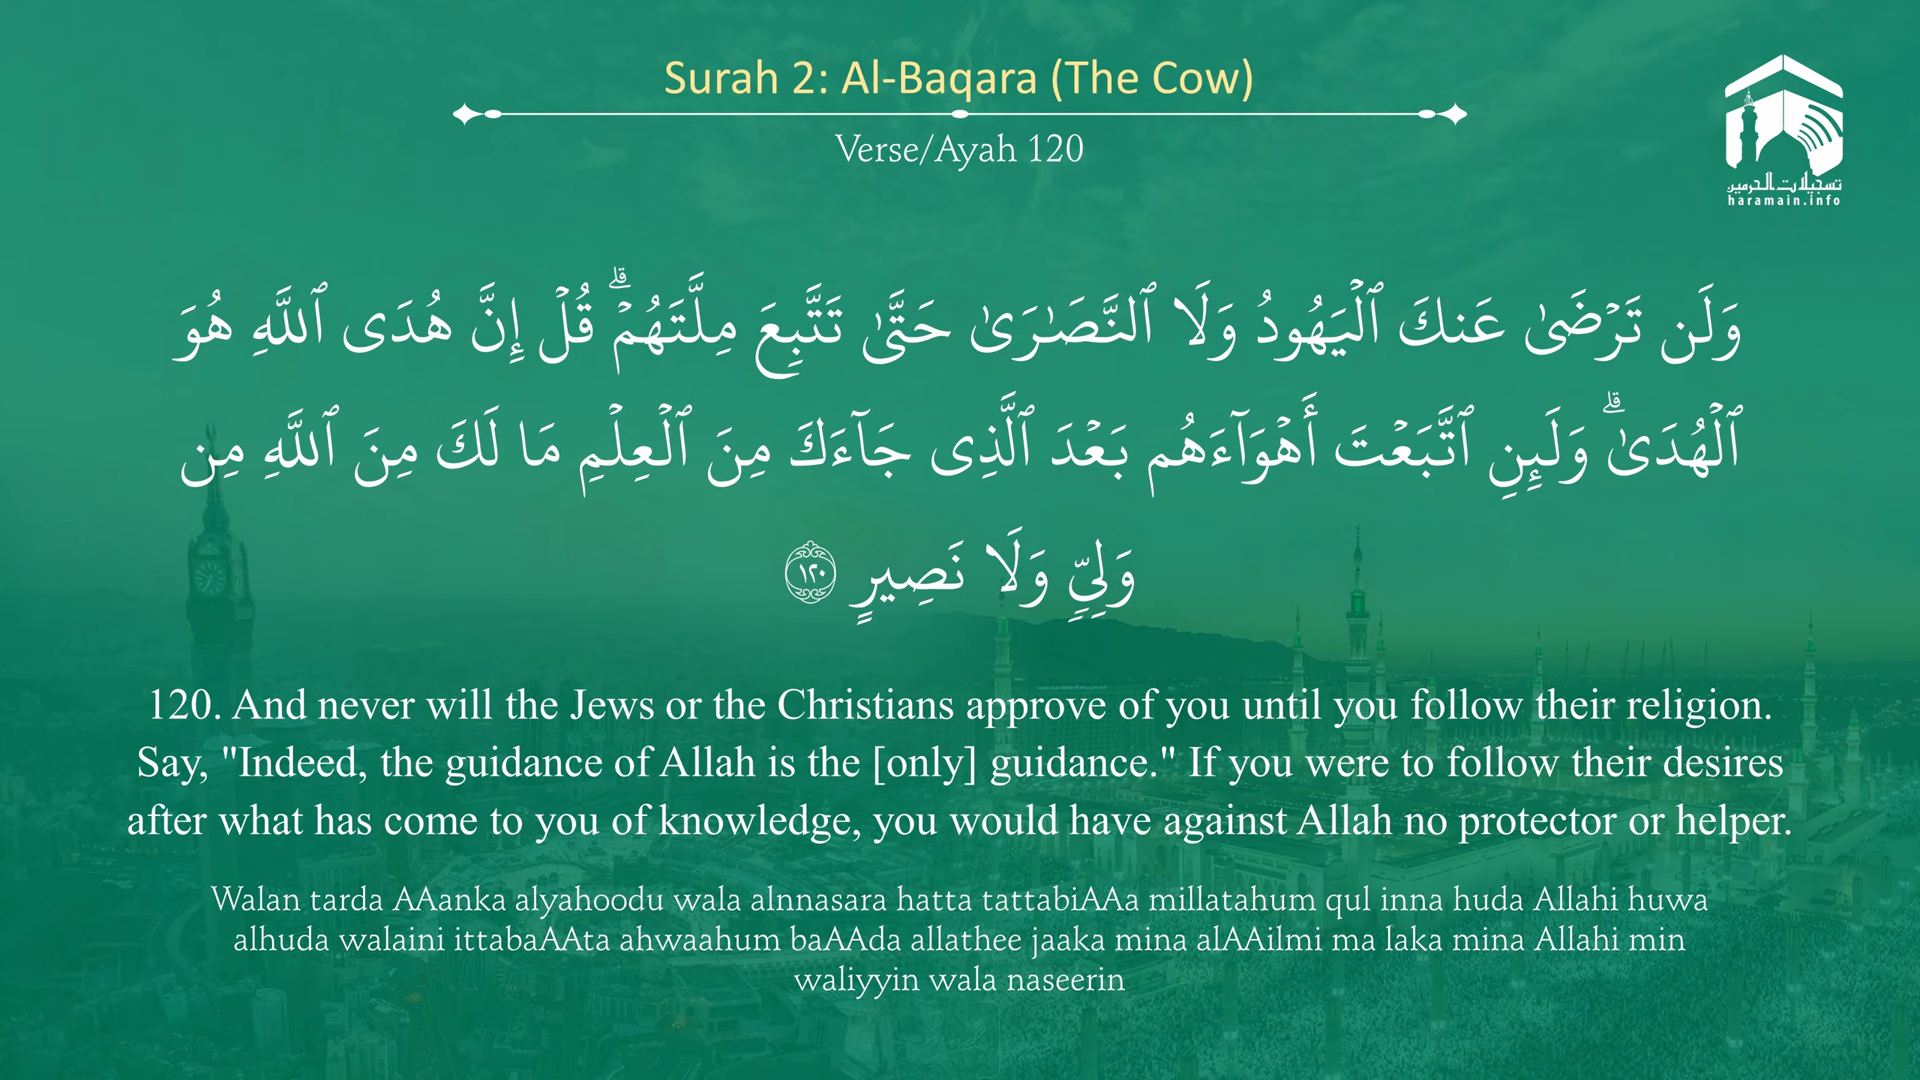 Surah 2: Al-Baqara (The Cow)
Verse/Ayah 120
تسجيلات الحرمين
haramain.info
وَلَن تَرْضَىٰ عَنكَ ٱلْيَهُودُ وَلَا ٱلنَّصَـٰرَىٰ حَتَّىٰ تَتَّبِعَ مِلَّتَهُمْ ۗ قُلْ إِنَّ هُدَى ٱللَّهِ هُوَ
ٱلْهُدَىٰ ۗ وَلَئِنِ ٱتَّبَعْتَ أَهْوَآءَهُم بَعْدَ ٱلَّذِى جَآءَكَ مِنَ ٱلْعِلْمِ مَا لَكَ مِنَ ٱللَّهِ مِن
وَلِىٍّ وَلَا نَصِيرٍ ١٢٠
120. And never will the Jews or the Christians approve of you until you follow their religion.
Say, "Indeed, the guidance of Allah is the [only] guidance." If you were to follow their desires
after what has come to you of knowledge, you would have against Allah no protector or helper.
Walan tarda AAanka alyahoodu wala alnnasara hatta tattabiAAa millatahum qul inna huda Allahi huwa
alhuda walaini ittabaAAta ahwaahum baAAda allathee jaaka mina alAAilmi ma laka mina Allahi min
waliyyin wala naseerin